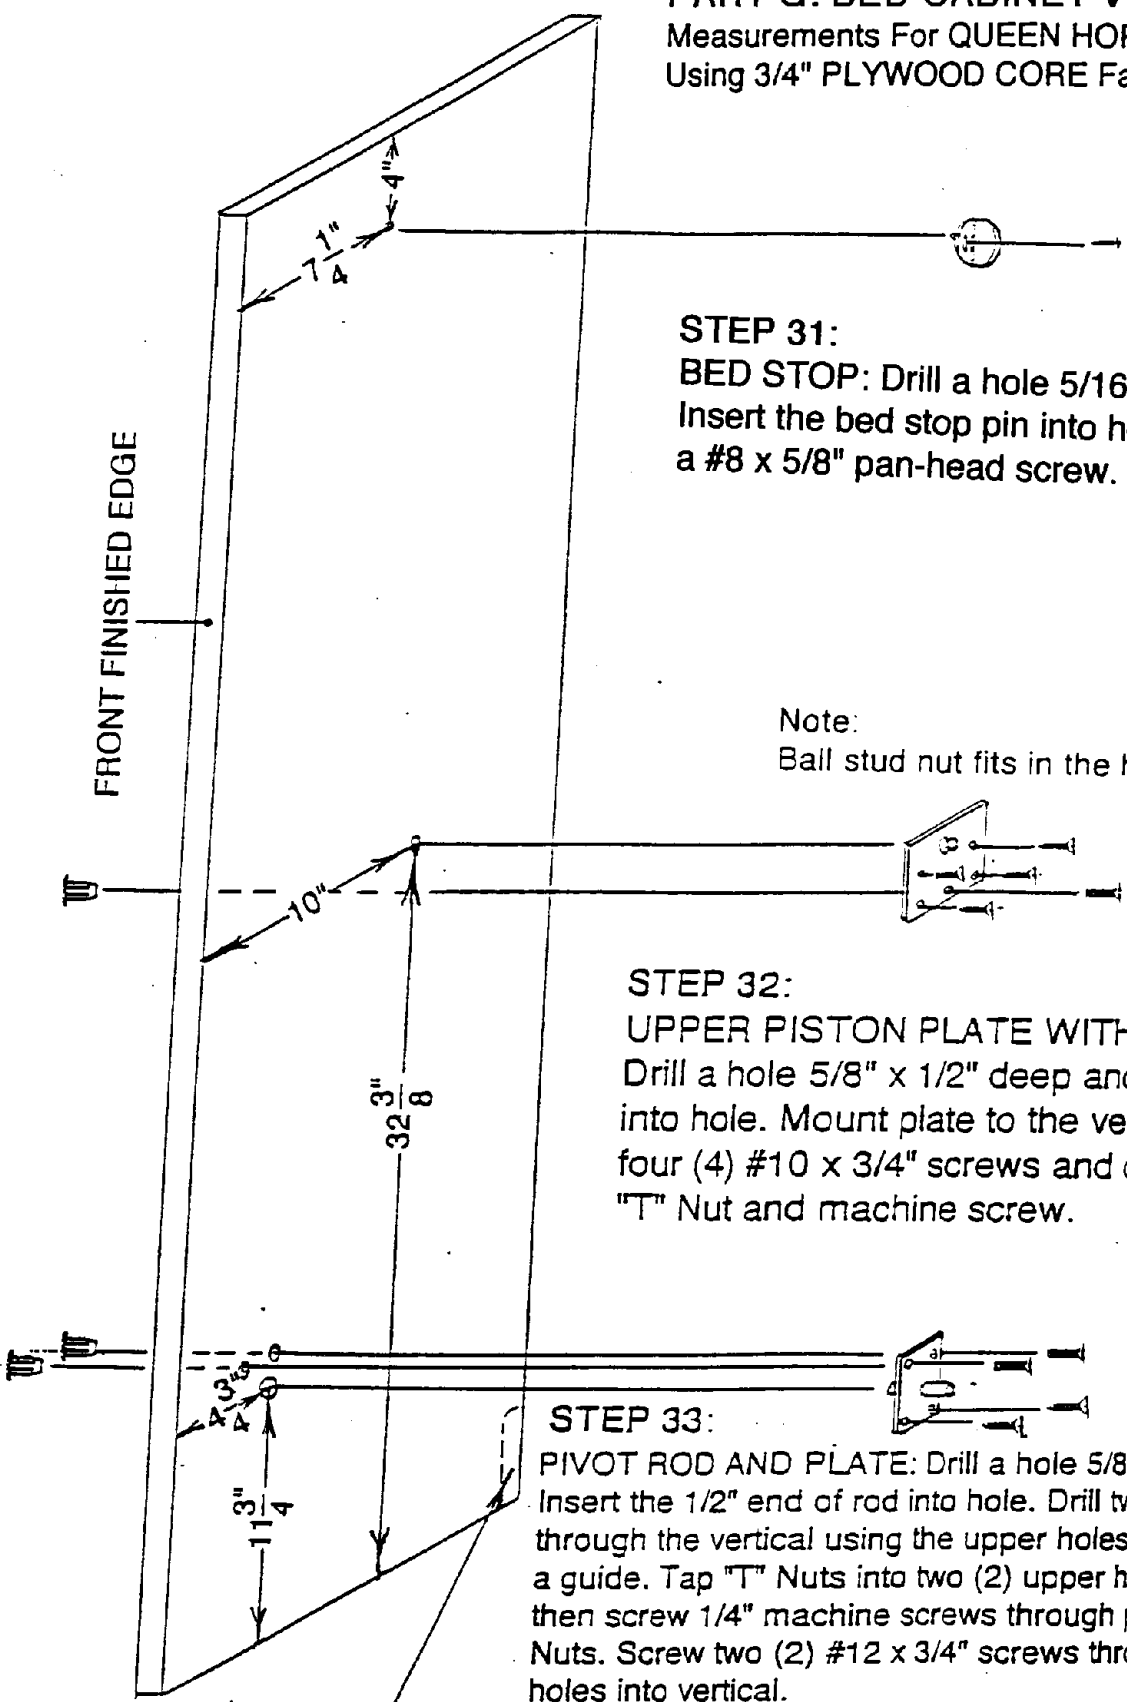 PART G: BED CABINET V
Measurements For QUEEN HOR
Using 3/4" PLYWOOD CORE Fa
4"
7 1/4"
STEP 31:
BED STOP: Drill a hole 5/16
Insert the bed stop pin into h
a #8 x 5/8" pan-head screw.
FRONT FINISHED EDGE
Note:
Ball stud nut fits in the h
10"
STEP 32:
UPPER PISTON PLATE WITH
Drill a hole 5/8" x 1/2" deep and
into hole. Mount plate to the ve
four (4) #10 x 3/4" screws and
"T" Nut and machine screw.
32 3/8"
4 3/4"
11 3/4"
STEP 33:
PIVOT ROD AND PLATE: Drill a hole 5/8
Insert the 1/2" end of rod into hole. Drill tw
through the vertical using the upper holes
a guide. Tap "T" Nuts into two (2) upper h
then screw 1/4" machine screws through p
Nuts. Screw two (2) #12 x 3/4" screws thro
holes into vertical.